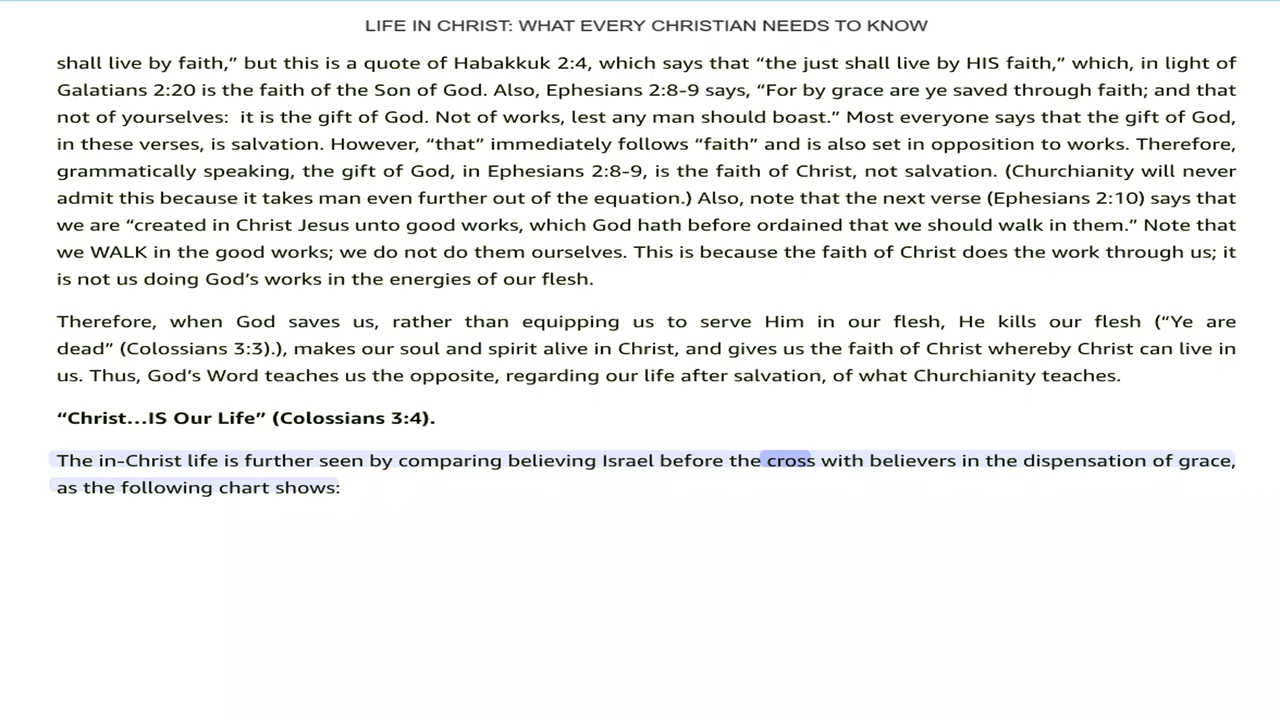 LIFE IN CHRIST: WHAT EVERY CHRISTIAN NEEDS TO KNOW
shall live by faith,” but this is a quote of Habakkuk 2:4, which says that “the just shall live by HIS faith,” which, in light of
Galatians 2:20 is the faith of the Son of God. Also, Ephesians 2:8-9 says, “For by grace are ye saved through faith; and that
not of yourselves:  it is the gift of God. Not of works, lest any man should boast.” Most everyone says that the gift of God,
in these verses, is salvation. However, “that” immediately follows “faith” and is also set in opposition to works. Therefore,
grammatically speaking, the gift of God, in Ephesians 2:8-9, is the faith of Christ, not salvation. (Churchianity will never
admit this because it takes man even further out of the equation.) Also, note that the next verse (Ephesians 2:10) says that
we are “created in Christ Jesus unto good works, which God hath before ordained that we should walk in them.” Note that
we WALK in the good works; we do not do them ourselves. This is because the faith of Christ does the work through us; it
is not us doing God’s works in the energies of our flesh.
Therefore, when God saves us, rather than equipping us to serve Him in our flesh, He kills our flesh (“Ye are
dead” (Colossians 3:3).), makes our soul and spirit alive in Christ, and gives us the faith of Christ whereby Christ can live in
us. Thus, God’s Word teaches us the opposite, regarding our life after salvation, of what Churchianity teaches.
“Christ…IS Our Life” (Colossians 3:4).
The in-Christ life is further seen by comparing believing Israel before the cross with believers in the dispensation of grace,
as the following chart shows: